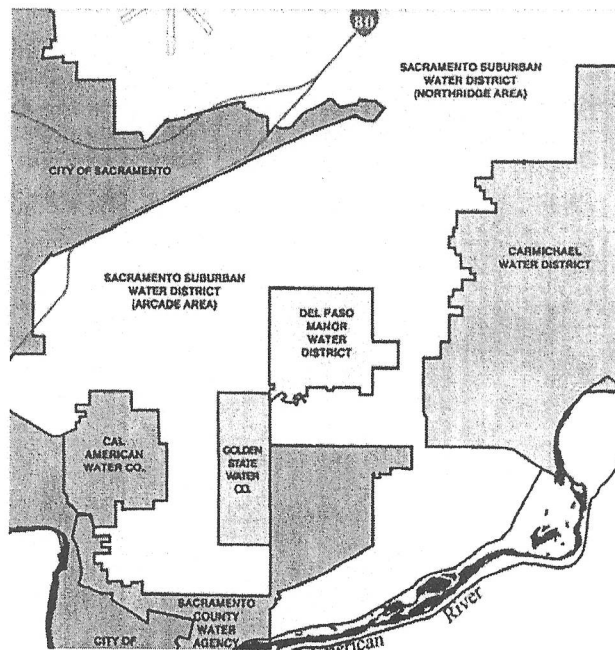 80
SACRAMENTO SUBURBAN
WATER DISTRICT
(NORTHRIDGE AREA)
CITY OF SACRAMENTO
CARMICHAEL
WATER DISTRICT
SACRAMENTO SUBURBAN
WATER DISTRICT
(ARCADE AREA)
DEL PASO
MANOR
WATER
DISTRICT
CAL
AMERICAN
WATER CO.
GOLDEN
STATE
WATER
CO.
SACRAMENTO
COUNTY
WATER
AGENCY
CITY OF
American
River